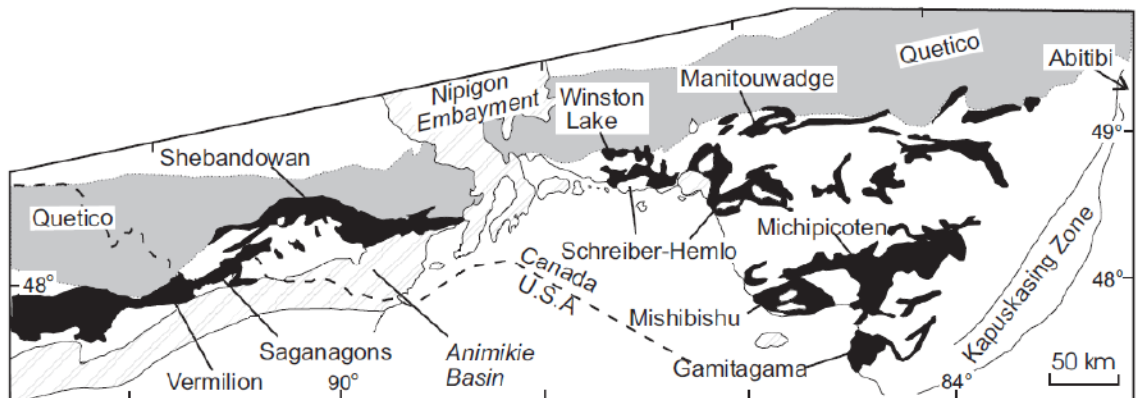 Quetico
Abitibi
Manitouwadge
Nipigon
Embayment
Winston
Lake
49°
Shebandowan
Quetico
Michipicoten
Schreiber-Hemlo
Canada
U.S.A
48°
48°
Kapuskasing Zone
Mishibishu
Saganagons
Animikie
Basin
Gamitagama
50 km
Vermilion
90°
84°